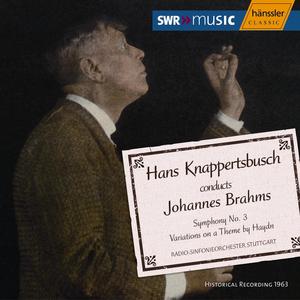 SWR»MUSIC
hänssler
CLASSIC
Hans Knappertsbusch
conducts
Johannes Brahms
Symphony No. 3
Variations on a Theme by Haydn
RADIO-SINFONIEORCHESTER STUTTGART
HISTORICAL RECORDING 1963